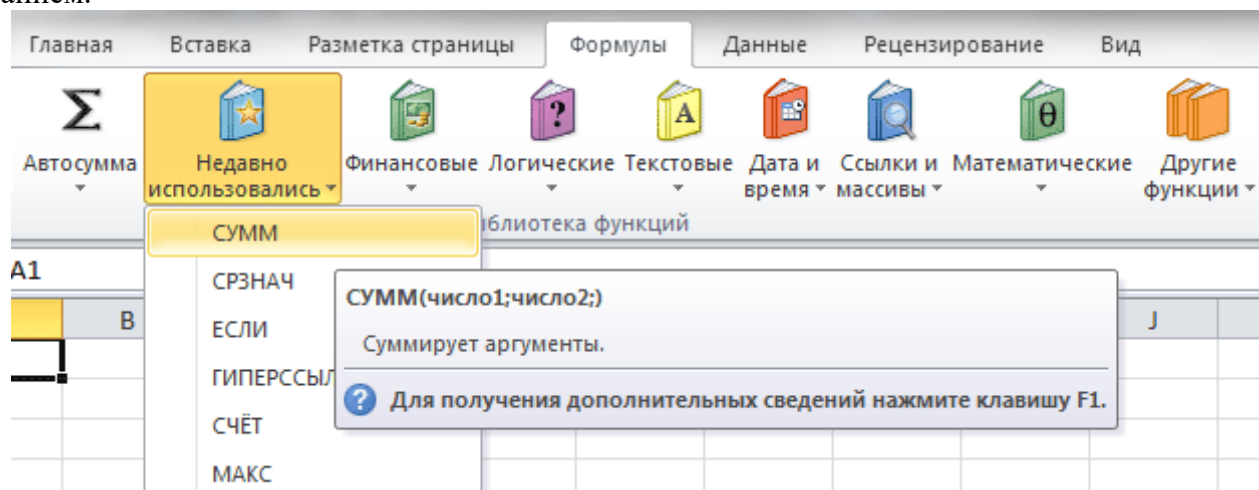 Главная Вставка Разметка страницы Формулы Данные Рецензирование Вид
Автосумма Недавно использовались Финансовые Логические Текстовые Дата и время Ссылки и массивы Математические Другие функции
СУММ
блиотека функций
A1
СРЗНАЧ
СУММ(число1;число2;)
B
J
ЕСЛИ
Суммирует аргументы.
ГИПЕРССЫЛ
Для получения дополнительных сведений нажмите клавишу F1.
СЧЁТ
МАКС